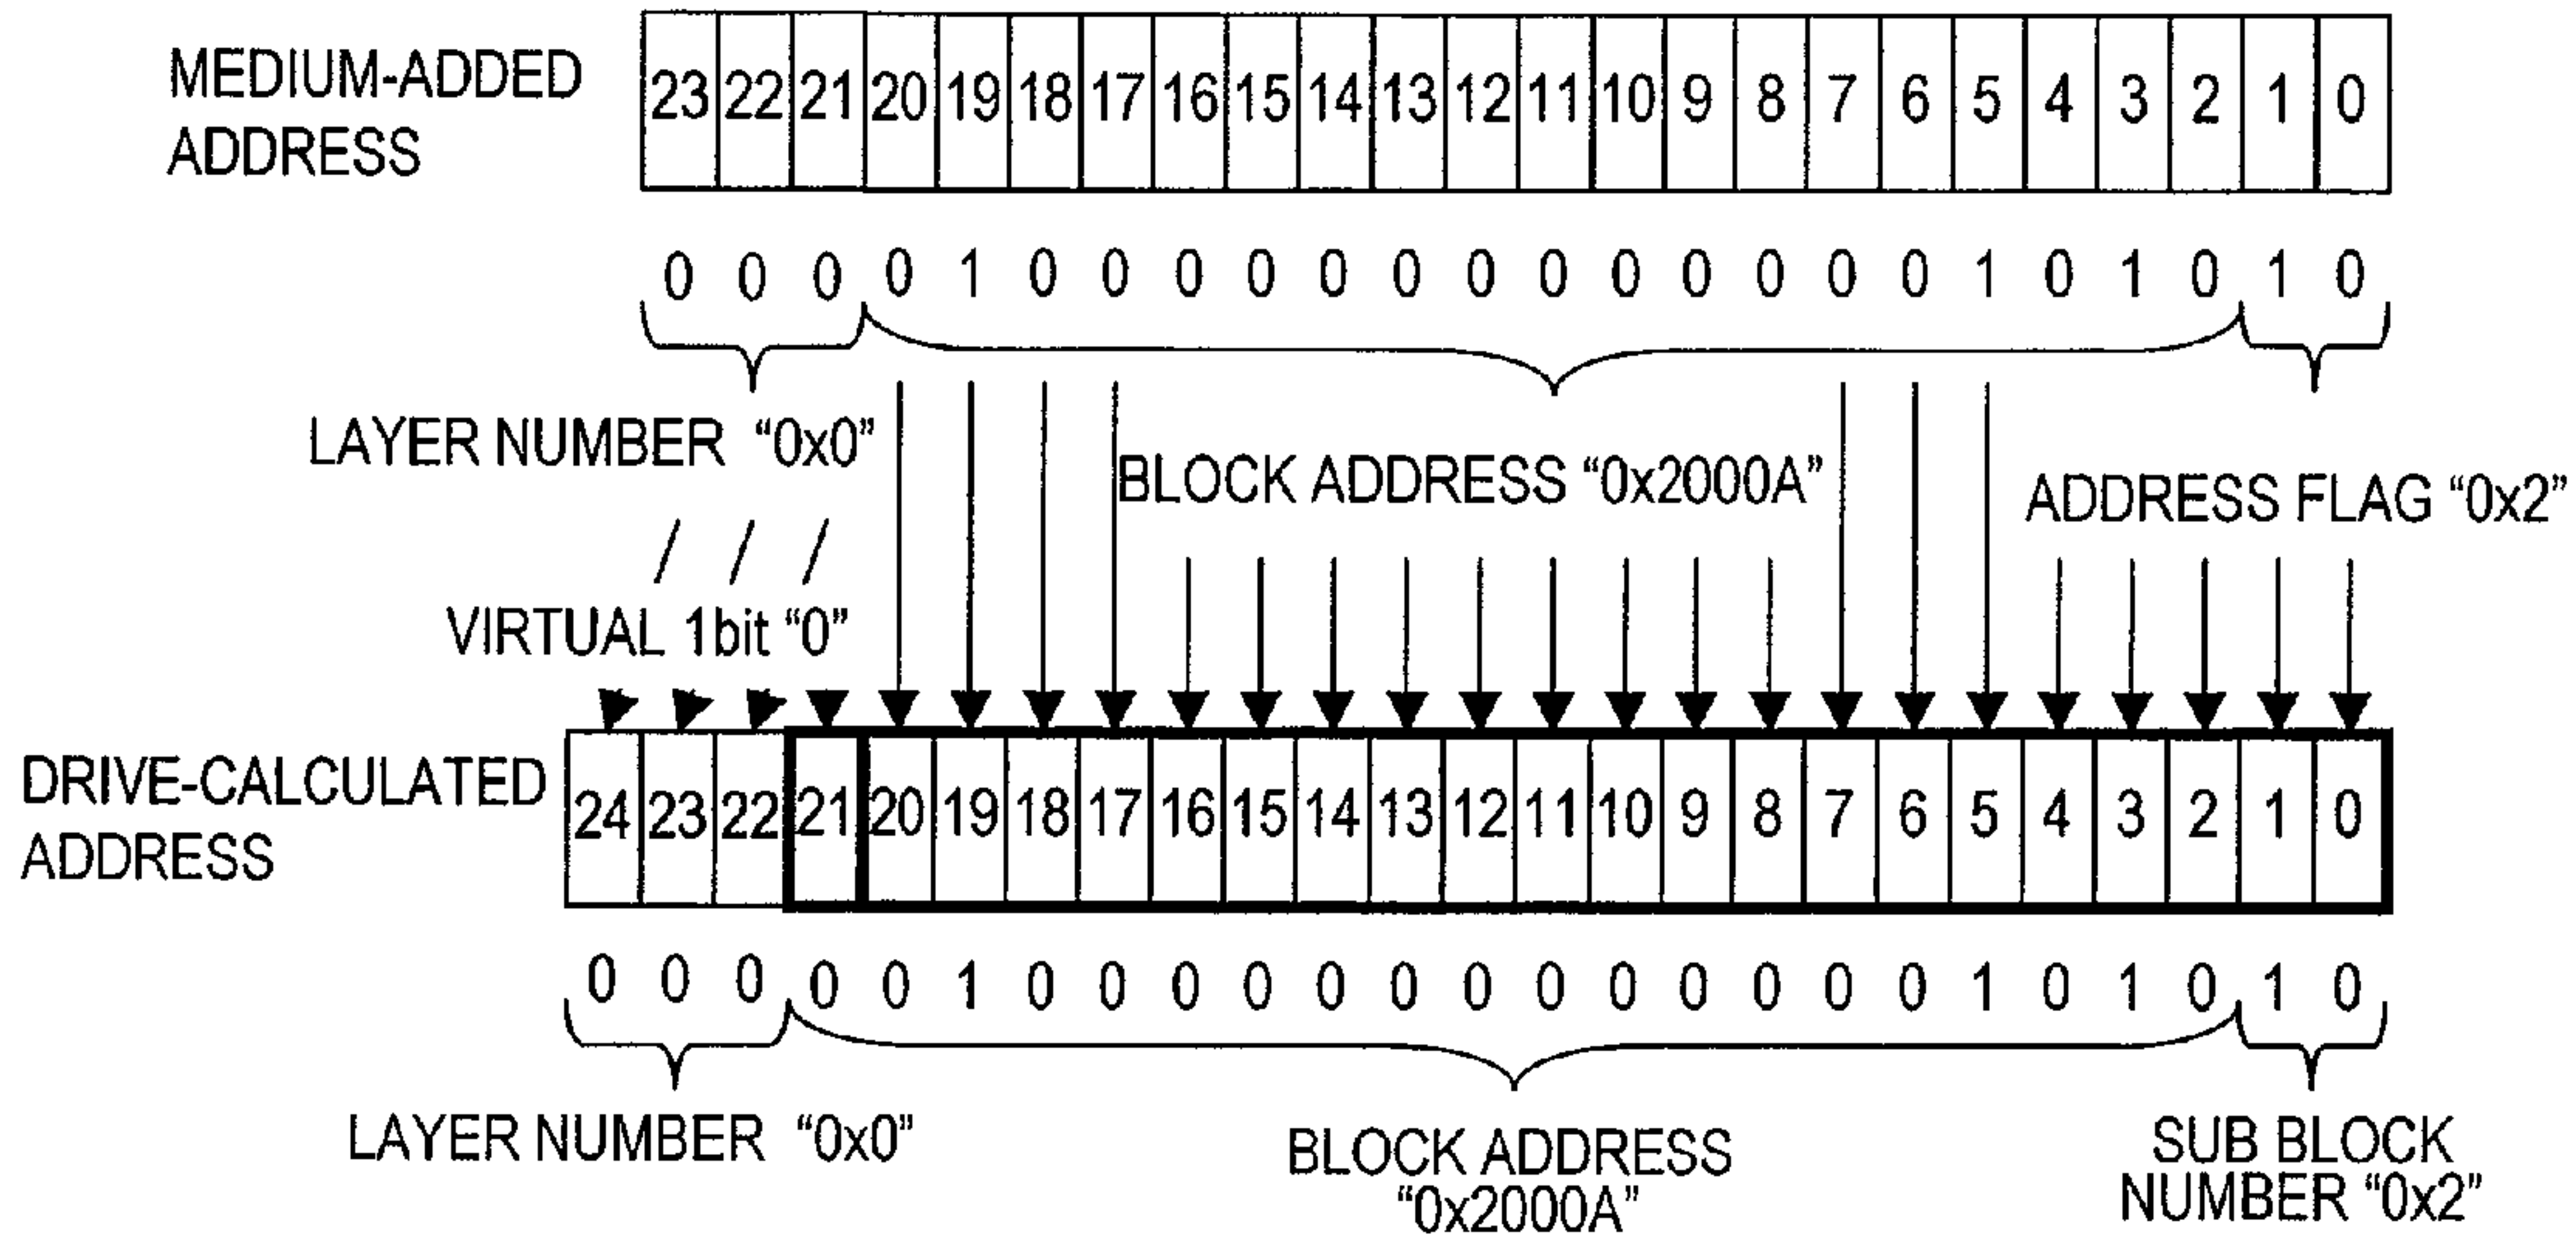 MEDIUM-ADDED
ADDRESS
23 22 21 20 19 18 17 16 15 14 13 12 11 10 9 8 7 6 5 4 3 2 1 0
0 0 0 0 1 0 0 0 0 0 0 0 0 0 0 0 0 0 1 0 1 0 1 0
LAYER NUMBER “0x0”
BLOCK ADDRESS “0x2000A”
ADDRESS FLAG “0x2”
VIRTUAL 1bit “0”
DRIVE-CALCULATED
ADDRESS
24 23 22 21 20 19 18 17 16 15 14 13 12 11 10 9 8 7 6 5 4 3 2 1 0
0 0 0 0 0 1 0 0 0 0 0 0 0 0 0 0 0 0 0 1 0 1 0 1 0
LAYER NUMBER “0x0”
BLOCK ADDRESS
“0x2000A”
SUB BLOCK
NUMBER “0x2”